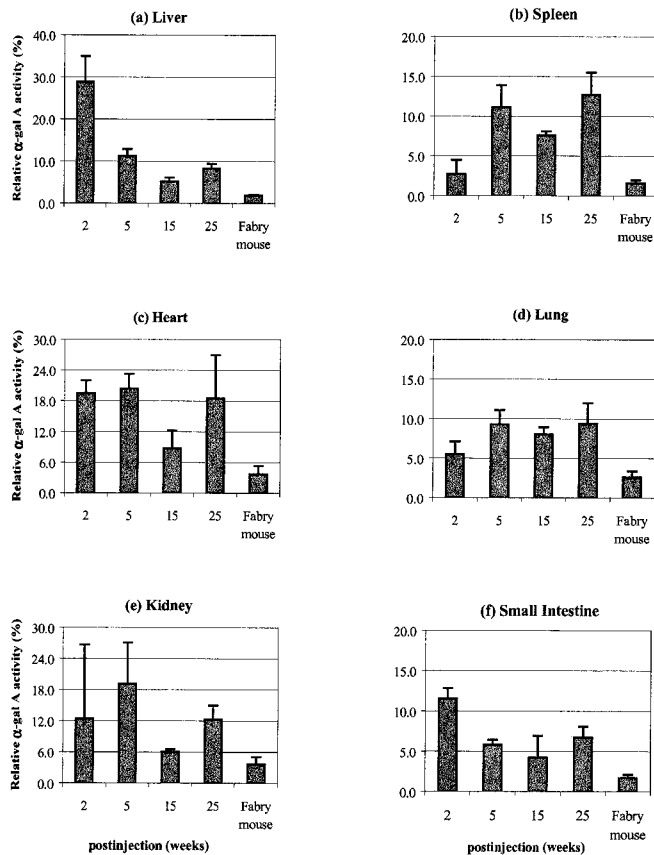 (a) Liver
Relative α-gal A activity (%)
40.0
30.0
20.0
10.0
0.0
2 5 15 25 Fabry
mouse
(b) Spleen
20.0
15.0
10.0
5.0
0.0
2 5 15 25 Fabry
mouse
(c) Heart
Relative α-gal A activity (%)
30.0
24.0
18.0
12.0
6.0
0.0
2 5 15 25 Fabry
mouse
(d) Lung
20.0
15.0
10.0
5.0
0.0
2 5 15 25 Fabry
mouse
(e) Kidney
Relative α-gal A activity (%)
30.0
24.0
18.0
12.0
6.0
0.0
2 5 15 25 Fabry
mouse
postinjection (weeks)
(f) Small Intestine
20.0
15.0
10.0
5.0
0.0
2 5 15 25 Fabry
mouse
postinjection (weeks)